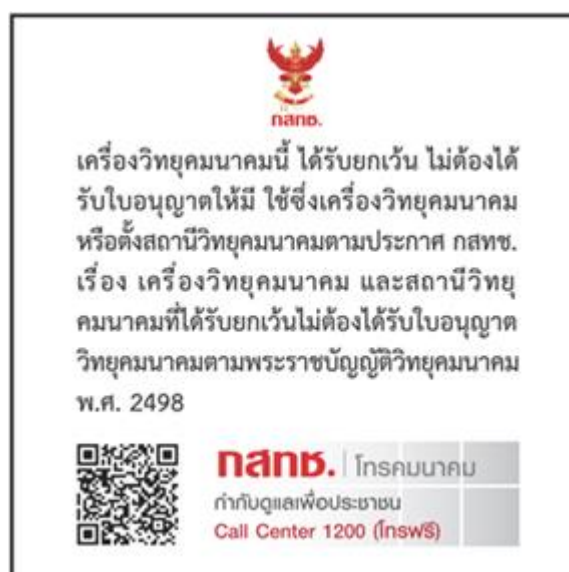 กสทช.
เครื่องวิทยุคมนาคมนี้ ได้รับยกเว้น ไม่ต้องได้
รับใบอนุญาตให้มี ใช้ซึ่งเครื่องวิทยุคมนาคม
หรือตั้งสถานีวิทยุคมนาคมตามประกาศ กสทช.
เรื่อง เครื่องวิทยุคมนาคม และสถานีวิทยุ
คมนาคมที่ได้รับยกเว้นไม่ต้องได้รับใบอนุญาต
วิทยุคมนาคมตามพระราชบัญญัติวิทยุคมนาคม
พ.ศ. 2498
กสทช. | โทรคมนาคม
กำกับดูแลเพื่อประชาชน
Call Center 1200 (โทรฟรี)